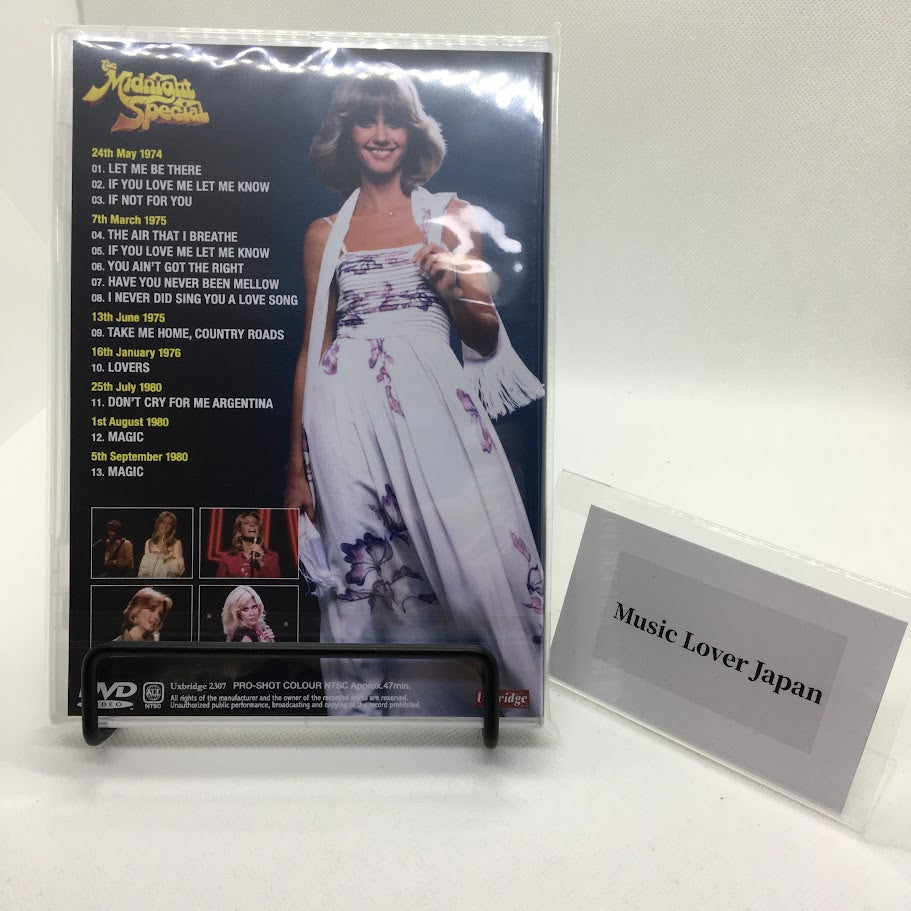 The
Midnight
Special
24th May 1974
01. LET ME BE THERE
02. IF YOU LOVE ME LET ME KNOW
03. IF NOT FOR YOU
7th March 1975
04. THE AIR THAT I BREATHE
05. IF YOU LOVE ME LET ME KNOW
06. YOU AIN'T GOT THE RIGHT
07. HAVE YOU NEVER BEEN MELLOW
08. I NEVER DID SING YOU A LOVE SONG
13th June 1975
09. TAKE ME HOME, COUNTRY ROADS
16th January 1976
10. LOVERS
25th July 1980
11. DON'T CRY FOR ME ARGENTINA
1st August 1980
12. MAGIC
5th September 1980
13. MAGIC
DVD
VIDEO
ALL
NTSC
Uxbridge 2307 PRO-SHOT COLOUR NTSC Approx.47min.
All rights of the manufacturer and the owner of the recorded works are reserved.
Unauthorized public performance, broadcasting and copying of the record prohibited.
Uxbridge
Music Lover Japan